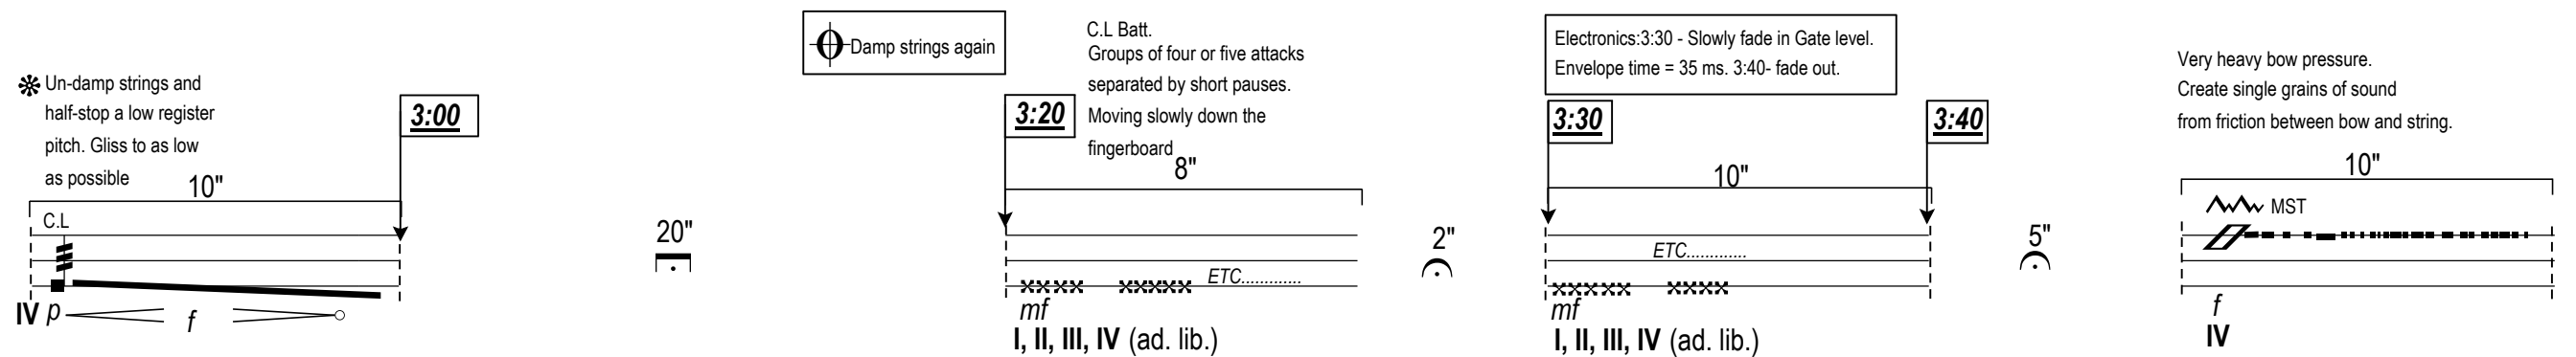 Un-damp strings and
half-stop a low register
pitch. Gliss to as low
as possible
10"
3:00
C.L
IV p f
20"
Damp strings again
3:20
C.L Batt.
Groups of four or five attacks
separated by short pauses.
Moving slowly down the
fingerboard
8"
ETC.............
mf
I, II, III, IV (ad. lib.)
2"
Electronics:3:30 - Slowly fade in Gate level.
Envelope time = 35 ms. 3:40- fade out.
3:30
3:40
10"
ETC.............
mf
I, II, III, IV (ad. lib.)
5"
Very heavy bow pressure.
Create single grains of sound
from friction between bow and string.
10"
MST
f
IV